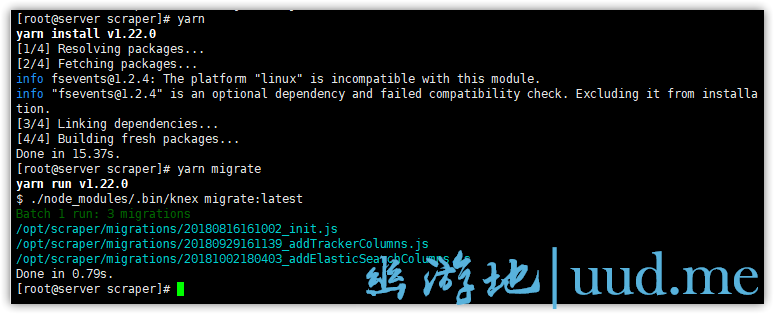 [root@server scraper]# yarn
yarn install v1.22.0
[1/4] Resolving packages...
[2/4] Fetching packages...
info fsevents@1.2.4: The platform "linux" is incompatible with this module.
info "fsevents@1.2.4" is an optional dependency and failed compatibility check. Excluding it from installa
tion.
[3/4] Linking dependencies...
[4/4] Building fresh packages...
Done in 15.37s.
[root@server scraper]# yarn migrate
yarn run v1.22.0
$ ./node_modules/.bin/knex migrate:latest
Batch 1 run: 3 migrations
/opt/scraper/migrations/20180816161002_init.js
/opt/scraper/migrations/20180929161139_addTrackerColumns.js
/opt/scraper/migrations/20181002180403_addElasticSearchColumns.js
Done in 0.79s.
[root@server scraper]#
幽游地|uud.me